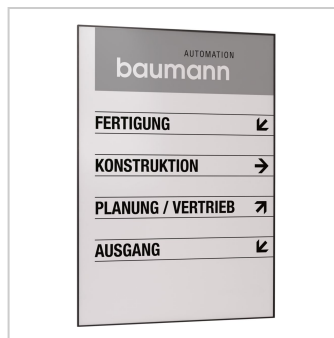 AUTOMATION
baumann
FERTIGUNG ↙
KONSTRUKTION →
PLANUNG / VERTRIEB ↗
AUSGANG ↙